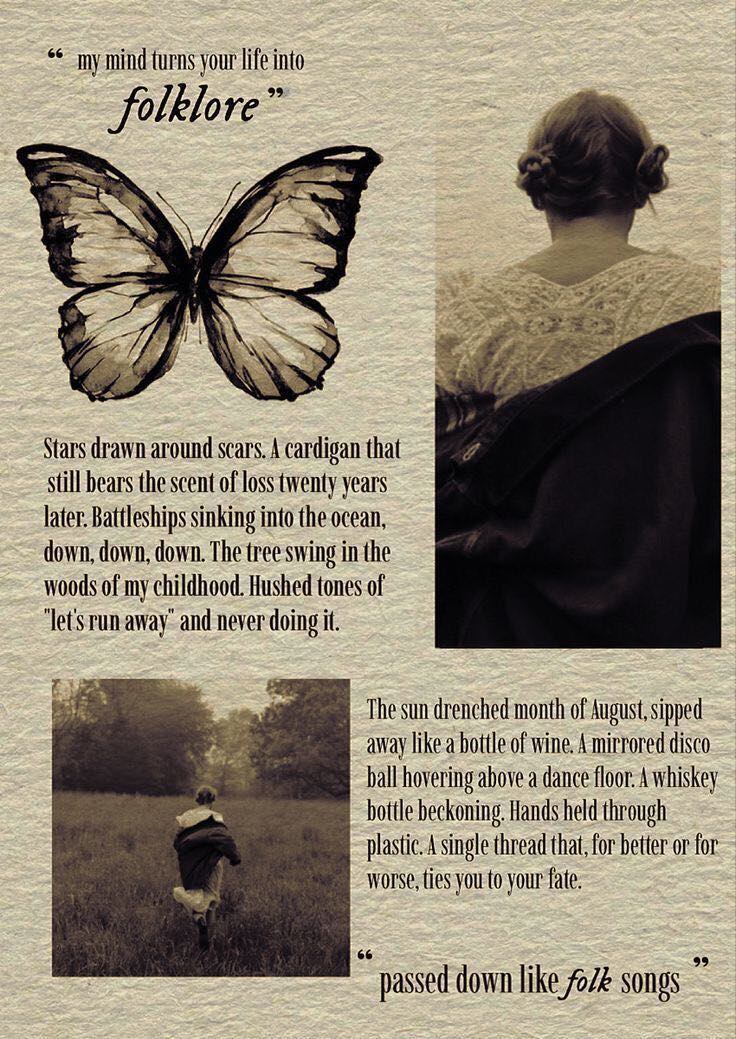 “ my mind turns your life into
folklore ”
Stars drawn around scars. A cardigan that
still bears the scent of loss twenty years
later. Battleships sinking into the ocean,
down, down, down. The tree swing in the
woods of my childhood. Hushed tones of
"let's run away" and never doing it.
The sun drenched month of August, sipped
away like a bottle of wine. A mirrored disco
ball hovering above a dance floor. A whiskey
bottle beckoning. Hands held through
plastic. A single thread that, for better or for
worse, ties you to your fate.
“ passed down like folk songs ”